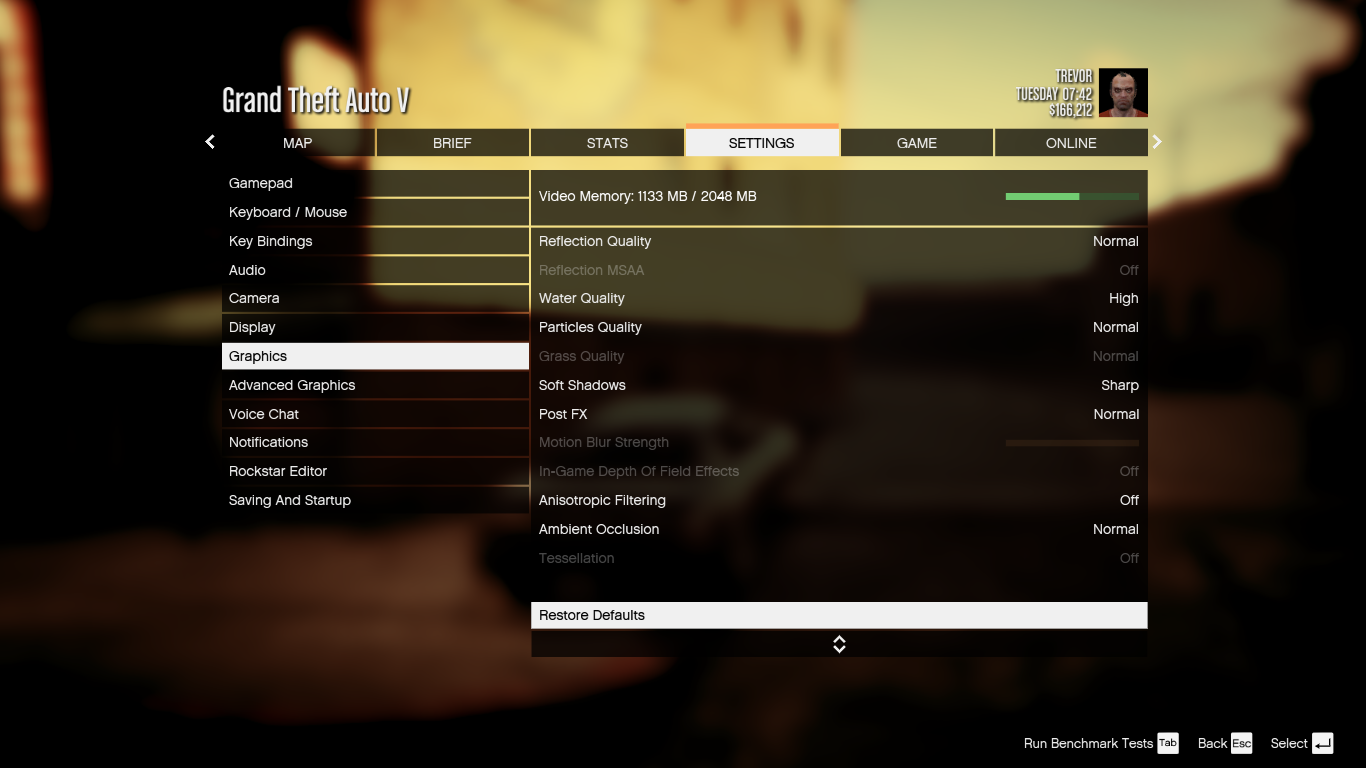 Grand Theft Auto V
TREVOR
TUESDAY 07:42
$166,212
MAP BRIEF STATS SETTINGS GAME ONLINE
Gamepad
Keyboard / Mouse
Key Bindings
Audio
Camera
Display
Graphics
Advanced Graphics
Voice Chat
Notifications
Rockstar Editor
Saving And Startup
Video Memory: 1133 MB / 2048 MB
Reflection Quality Normal
Reflection MSAA Off
Water Quality High
Particles Quality Normal
Grass Quality Normal
Soft Shadows Sharp
Post FX Normal
Motion Blur Strength
In-Game Depth Of Field Effects Off
Anisotropic Filtering Off
Ambient Occlusion Normal
Tessellation Off
Restore Defaults
Run Benchmark Tests Tab Back Esc Select